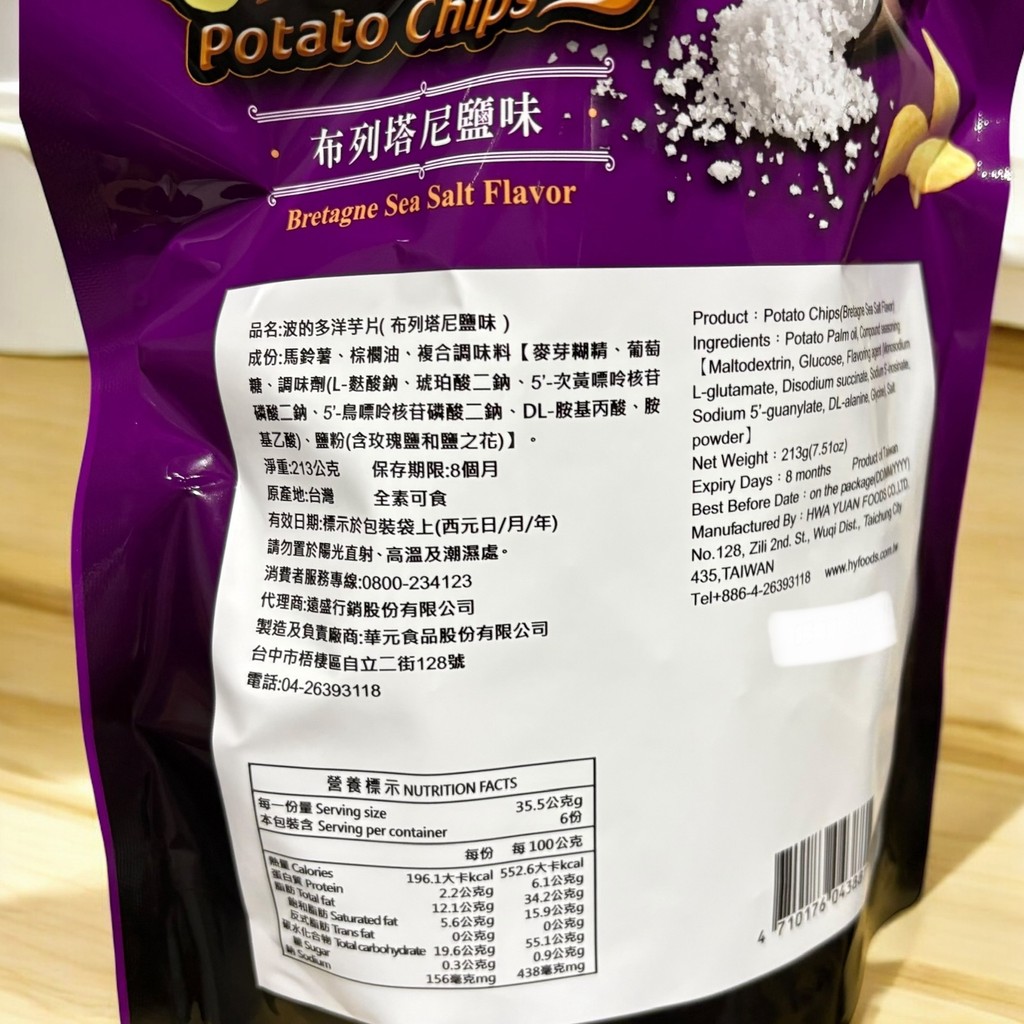 Potato Chips
布列塔尼鹽味
Bretagne Sea Salt Flavor
品名:波的多洋芋片( 布列塔尼鹽味 )
成份:馬鈴薯、棕櫚油、複合調味料【麥芽糊精、葡萄
糖、調味劑(L-麩酸鈉、琥珀酸二鈉、5’-次黃嘌呤核苷
磷酸二鈉、5’-鳥嘌呤核苷磷酸二鈉、DL-胺基丙酸、胺
基乙酸)、鹽粉(含玫瑰鹽和鹽之花)】。
淨重:213公克 保存期限:8個月
原產地:台灣 全素可食
有效日期:標示於包裝袋上(西元日/月/年)
請勿置於陽光直射、高溫及潮濕處。
消費者服務專線:0800-234123
代理商:遠盛行銷股份有限公司
製造及負責廠商:華元食品股份有限公司
台中市梧棲區自立二街128號
電話:04-26393118
Product：Potato Chips(Bretagne Sea Salt Flavor)
Ingredients：Potato Palm oil, Compound seasoning
【Maltodextrin, Glucose, Flavoring agent (Monosodium
L-glutamate, Disodium succinate, Sodium 5'-inosinate,
Sodium 5'-guanylate, DL-alanine, Glycine), Salt
powder】
Net Weight：213g(7.51oz)
Expiry Days：8 months Product of Taiwan
Best Before Date：on the package(DD/MM/YYYY)
Manufactured By：HWA YUAN FOODS CO.,LTD.
No.128, Zili 2nd. St., Wuqi Dist., Taichung City
435,TAIWAN
Tel+886-4-26393118 www.hyfoods.com.tw
營養標示 NUTRITION FACTS
每一份量 Serving size 35.5公克g
本包裝含 Serving per container 6份
每份 每100公克
熱量 Calories 196.1大卡kcal 552.6大卡kcal
蛋白質 Protein 2.2公克g 6.1公克g
脂肪 Total fat 12.1公克g 34.2公克g
飽和脂肪 Saturated fat 5.6公克g 15.9公克g
反式脂肪 Trans fat 0公克g 0公克g
碳水化合物 Total carbohydrate 19.6公克g 55.1公克g
糖 Sugar 0.3公克g 0.9公克g
鈉 Sodium 156毫克mg 438毫克mg
4 710176